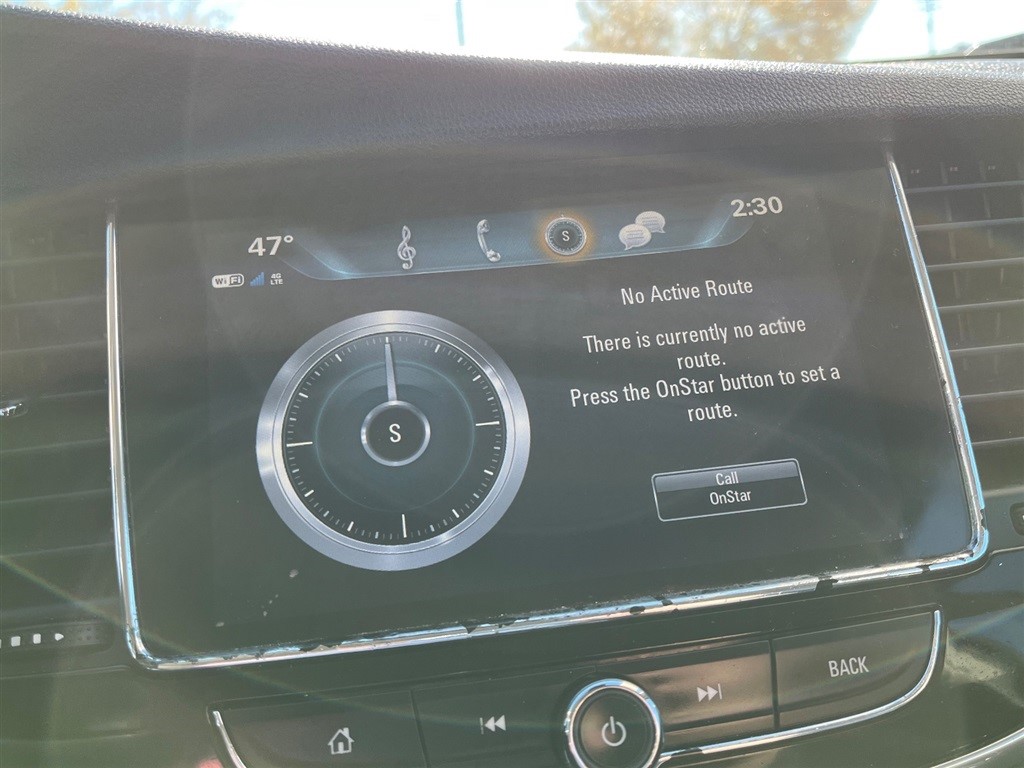 47°
2:30
S
WiFi
4G
LTE
No Active Route
There is currently no active
route.
Press the OnStar button to set a
route.
S
Call
OnStar
BACK